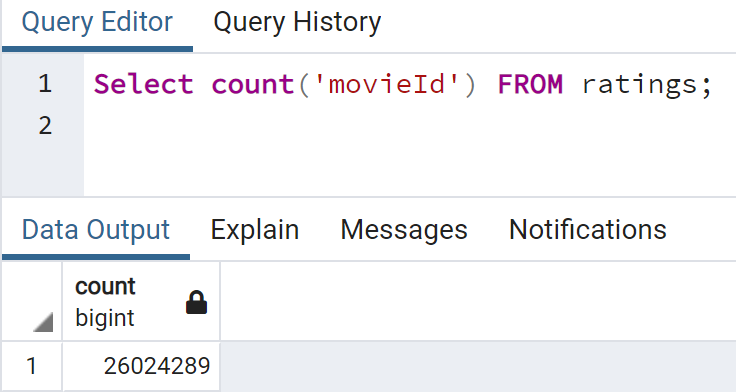 Query Editor Query History
1 Select count('movieId') FROM ratings;
2
Data Output Explain Messages Notifications
count
bigint
1 26024289